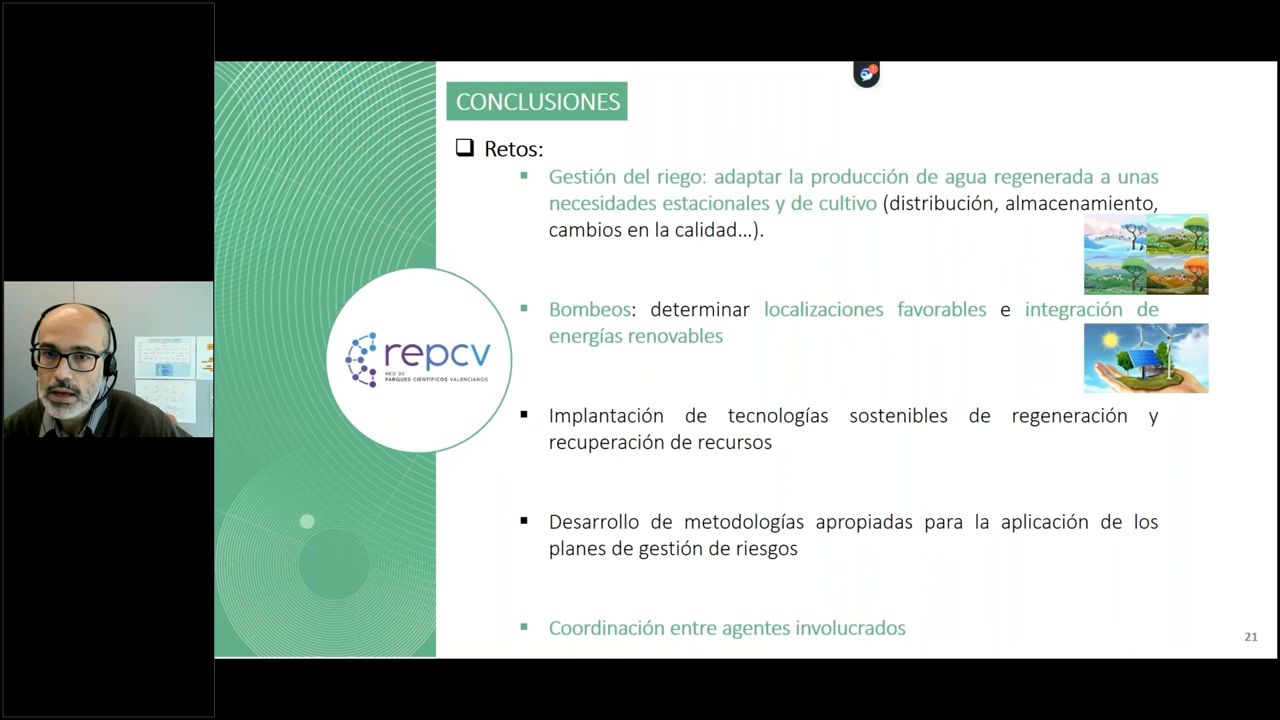 CONCLUSIONES
Retos:
Gestión del riego: adaptar la producción de agua regenerada a unas
necesidades estacionales y de cultivo (distribución, almacenamiento,
cambios en la calidad…).
Bombeos: determinar localizaciones favorables e integración de
energías renovables
repcv
RED DE
PARQUES CIENTÍFICOS VALENCIANOS
Implantación de tecnologías sostenibles de regeneración y
recuperación de recursos
Desarrollo de metodologías apropiadas para la aplicación de los
planes de gestión de riesgos
Coordinación entre agentes involucrados
21